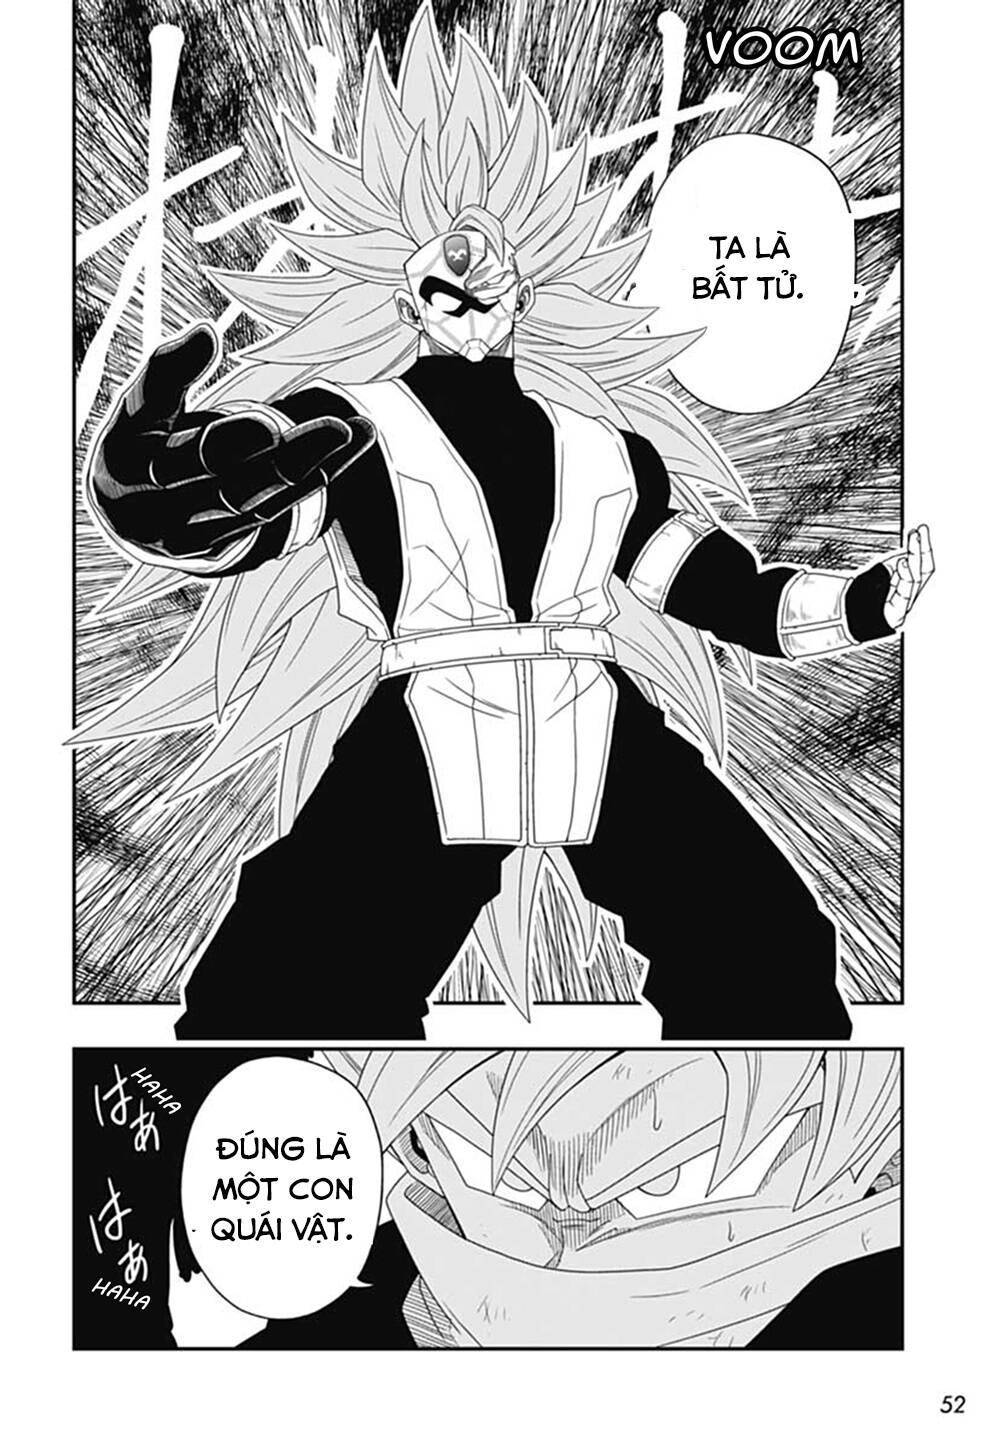 VOOM
TA LÀ
BẤT TỬ.
はぁ
HAHA
ĐÚNG LÀ
MỘT CON
QUÁI VẬT.
はぁ
HAHA
52